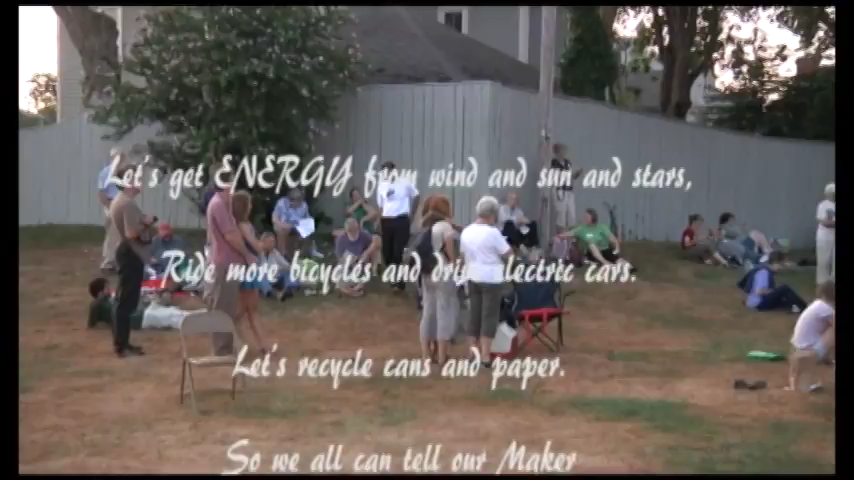 Let's get ENERGY from wind and sun and stars,
Ride more bicycles and drive electric cars.
Let's recycle cans and paper.
So we all can tell our Maker